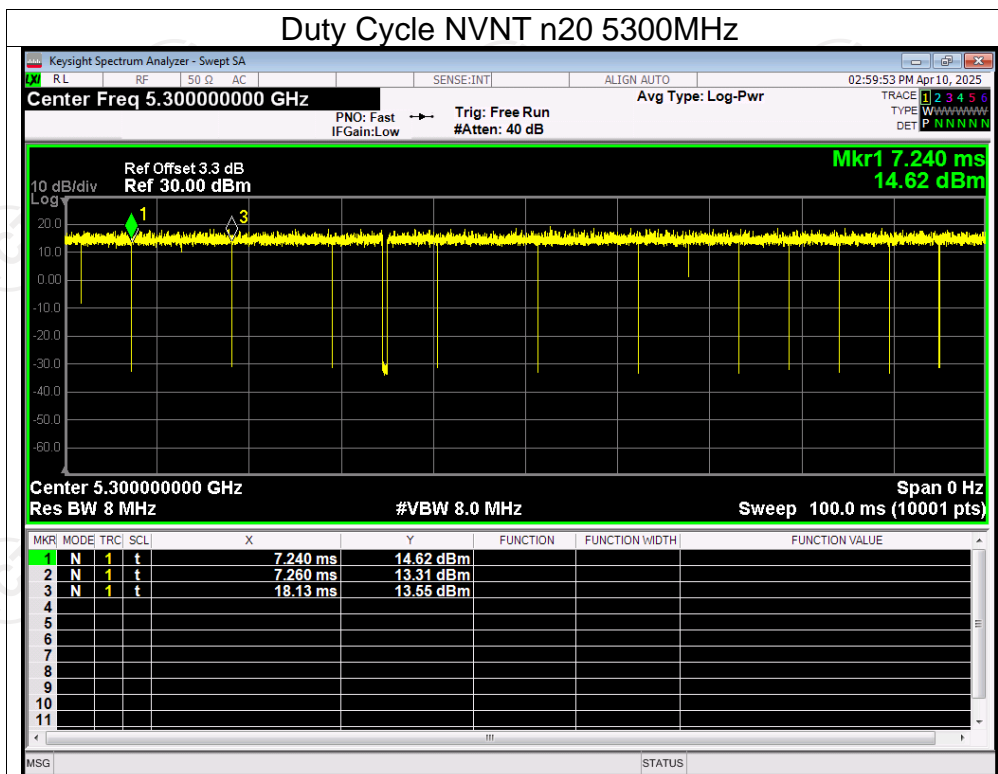 Duty Cycle NVNT n20 5300MHz
Keysight Spectrum Analyzer - Swept SA
LXI RL RF 50 Ω AC SENSE:INT ALIGN AUTO 02:59:53 PM Apr 10, 2025
Center Freq 5.300000000 GHz Avg Type: Log-Pwr TRACE 1 2 3 4 5 6
PNO: Fast Trig: Free Run TYPE WWWWWW
IFGain:Low #Atten: 40 dB DET P N N N N N
Mkr1 7.240 ms
Ref Offset 3.3 dB
10 dB/div Ref 30.00 dBm 14.62 dBm
Log
1
3
20.0
10.0
0.00
-10.0
-20.0
-30.0
-40.0
-50.0
-60.0
Center 5.300000000 GHz Span 0 Hz
Res BW 8 MHz #VBW 8.0 MHz Sweep 100.0 ms (10001 pts)
MKR MODE TRC SCL X Y FUNCTION FUNCTION WIDTH FUNCTION VALUE
1 N 1 t 7.240 ms 14.62 dBm
2 N 1 t 7.260 ms 13.31 dBm
3 N 1 t 18.13 ms 13.55 dBm
4
5
6
7
8
9
10
11
MSG STATUS